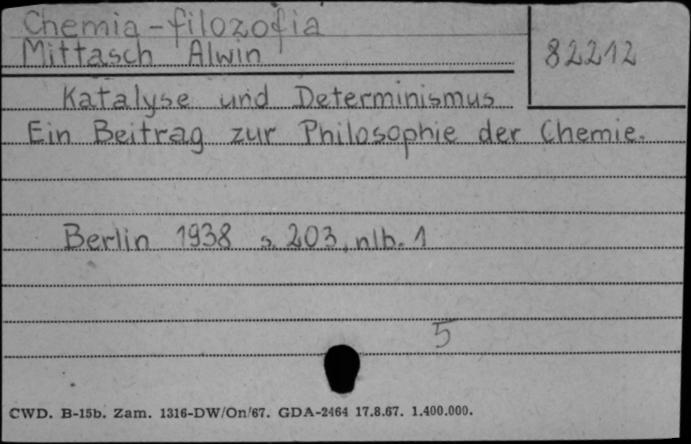 Chemia - filozofia
Mittasch Alwin
82212
Katalyse und Determinismus
Ein Beitrag zur Philosophie der Chemie.
Berlin 1938 s. 203, nlb. 1
5
CWD. B-15b. Zam. 1316-DW/On/67. GDA-2464 17.8.67. 1.400.000.